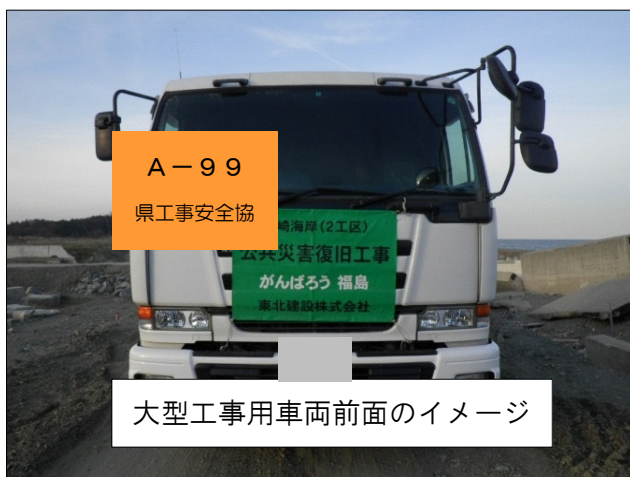 A－９９
県工事安全協
崎海岸(2工区)
公共災害復旧工事
がんばろう 福島
東北建設株式会社
大型工事用車両前面のイメージ